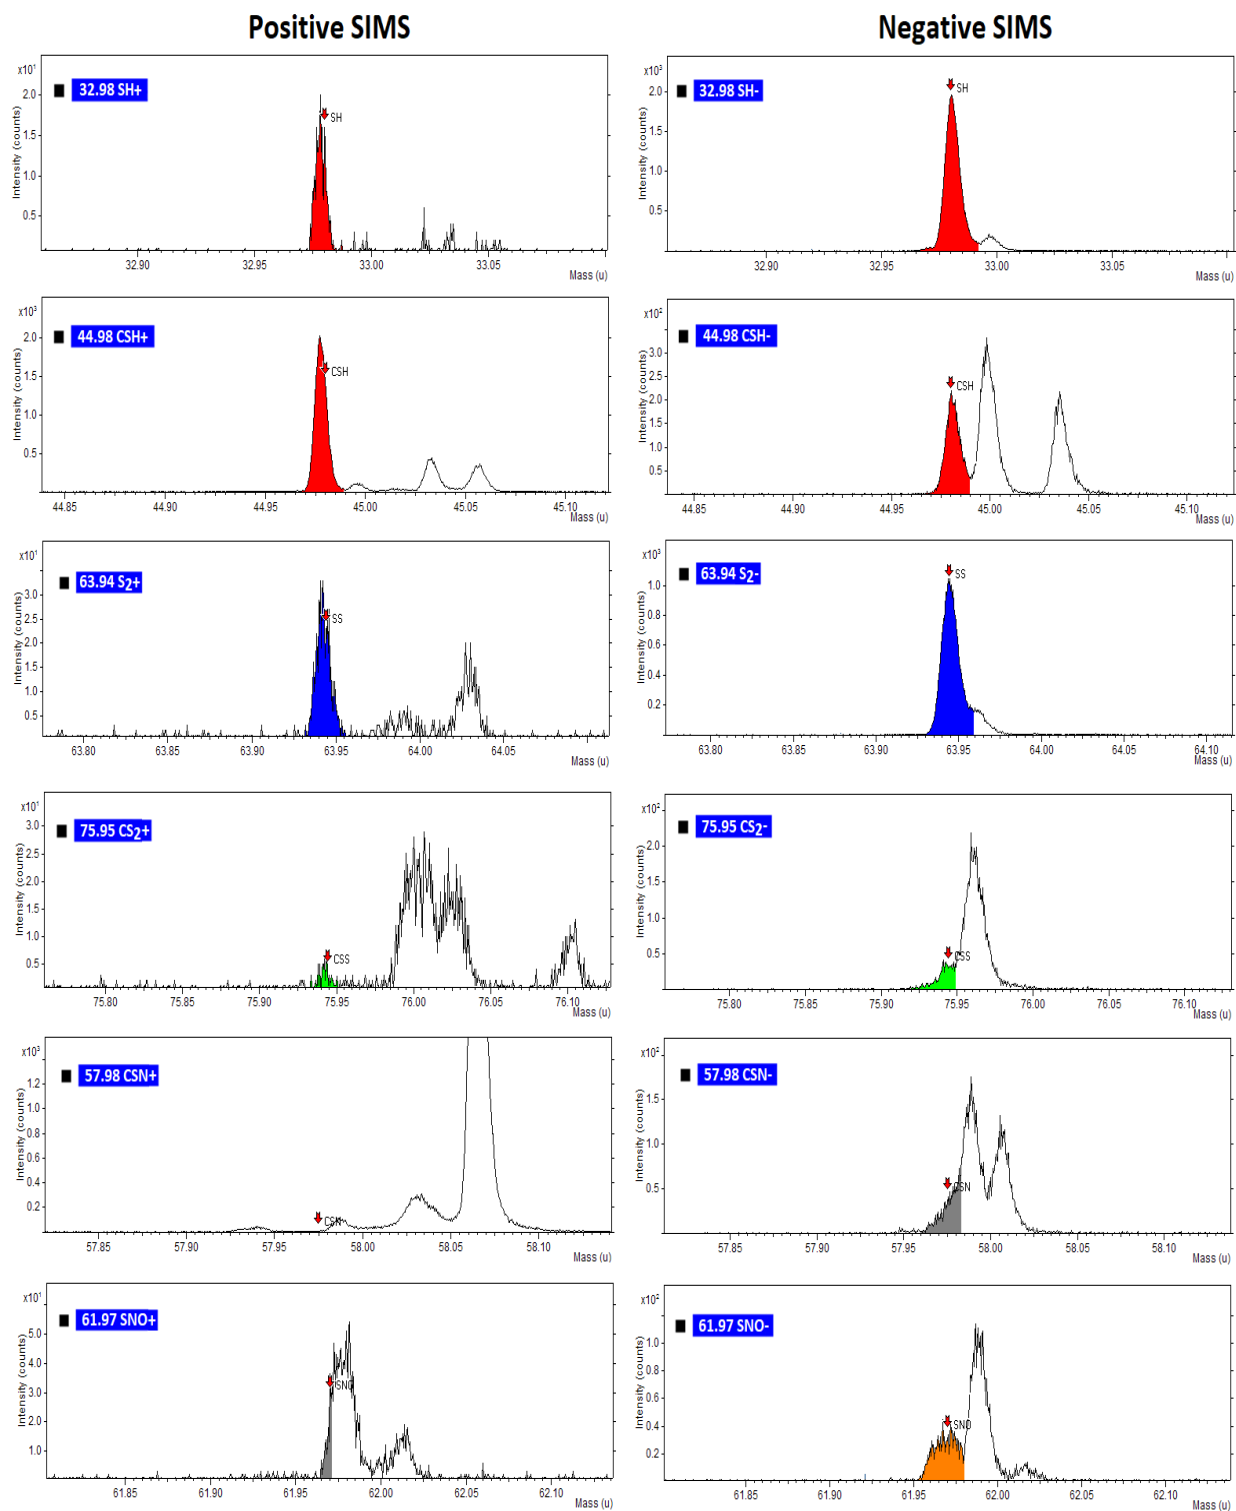 Positive SIMS
Negative SIMS
x10¹
32.98 SH+
SH
Intensity (counts)
2.0
1.5
1.0
0.5
32.90 32.95 33.00 33.05
Mass (u)
x10³
32.98 SH-
SH
Intensity (counts)
2.0
1.5
1.0
0.5
32.90 32.95 33.00 33.05
Mass (u)
x10³
44.98 CSH+
CSH
Intensity (counts)
2.0
1.5
1.0
0.5
44.85 44.90 44.95 45.00 45.05 45.10
Mass (u)
x10²
44.98 CSH-
CSH
Intensity (counts)
3.0
2.5
2.0
1.5
1.0
0.5
44.85 44.90 44.95 45.00 45.05 45.10
Mass (u)
x10¹
63.94 S2+
SS
Intensity (counts)
3.0
2.5
2.0
1.5
1.0
0.5
63.80 63.85 63.90 63.95 64.00 64.05
Mass (u)
x10³
63.94 S2-
SS
Intensity (counts)
1.0
0.8
0.6
0.4
0.2
63.80 63.85 63.90 63.95 64.00 64.05 64.10
Mass (u)
x10¹
75.95 CS2+
CSS
Intensity (counts)
3.0
2.5
2.0
1.5
1.0
0.5
75.80 75.85 75.90 75.95 76.00 76.05 76.10
Mass (u)
x10²
75.95 CS2-
CSS
Intensity (counts)
2.0
1.5
1.0
0.5
75.80 75.85 75.90 75.95 76.00 76.05 76.10
Mass (u)
x10³
57.98 CSN+
CSN
Intensity (counts)
1.2
1.0
0.8
0.6
0.4
0.2
57.85 57.90 57.95 58.00 58.05 58.10
Mass (u)
x10²
57.98 CSN-
CSN
Intensity (counts)
1.5
1.0
0.5
57.85 57.90 57.95 58.00 58.05 58.10
Mass (u)
x10¹
61.97 SNO+
SNO
Intensity (counts)
5.0
4.0
3.0
2.0
1.0
61.85 61.90 61.95 62.00 62.05 62.10
Mass (u)
x10²
61.97 SNO-
SNO
Intensity (counts)
1.0
0.8
0.6
0.4
0.2
61.85 61.90 61.95 62.00 62.05 62.10
Mass (u)